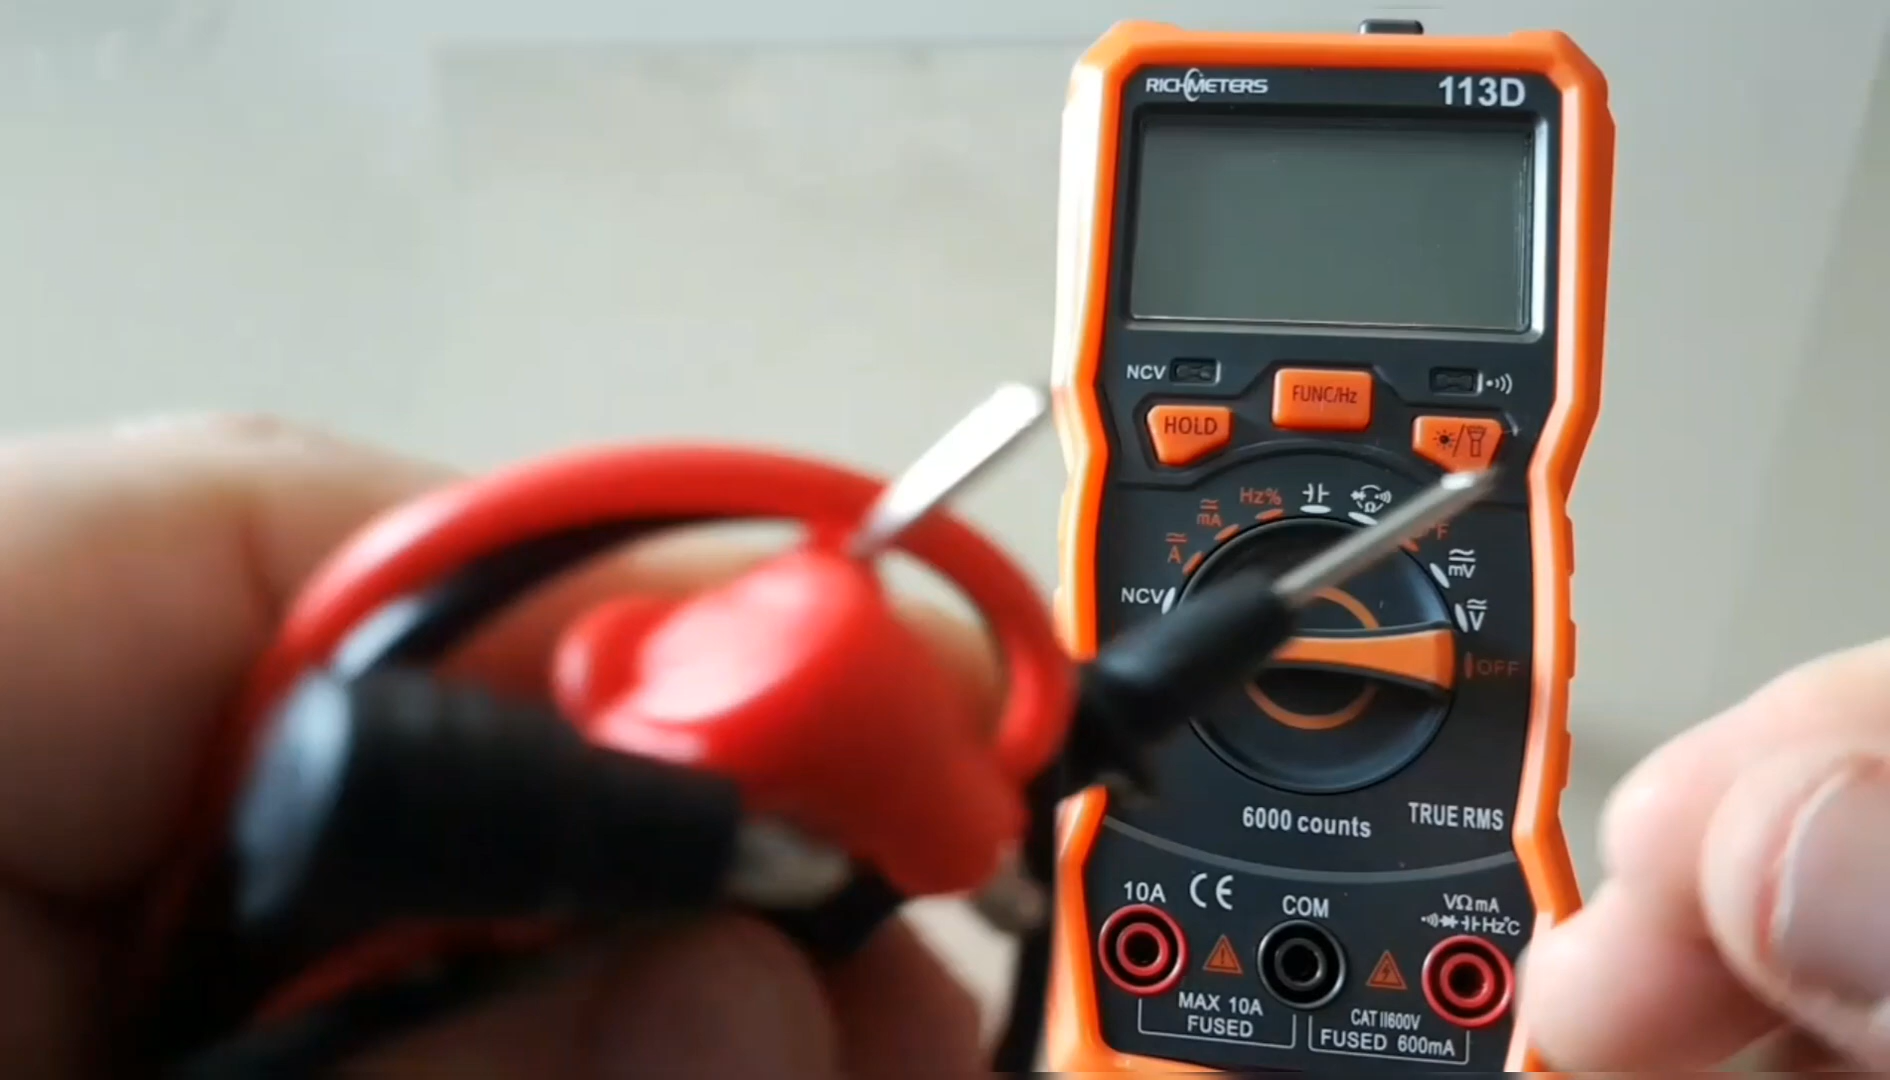 RICHMETERS 113D
NCV
FUNC/Hz
HOLD
Hz%
mA
A
mV
NCV
V
OFF
6000 counts
TRUE RMS
10A
CE
COM
VΩmA
Hz°C
MAX 10A
FUSED
CAT II600V
FUSED 600mA